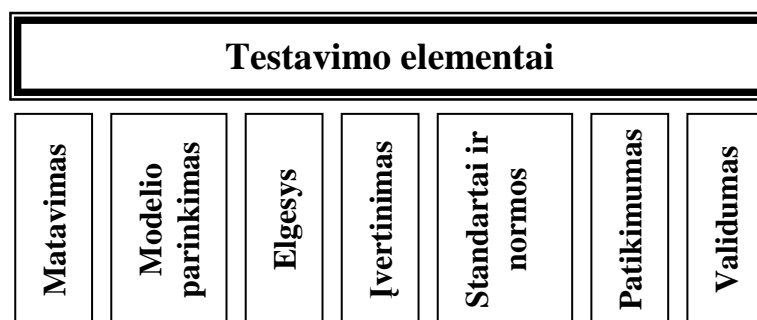 Testavimo elementai
Matavimas
Modelio
parinkimas
Elgesys
Įvertinimas
Standartai ir
normos
Patikimumas
Validumas